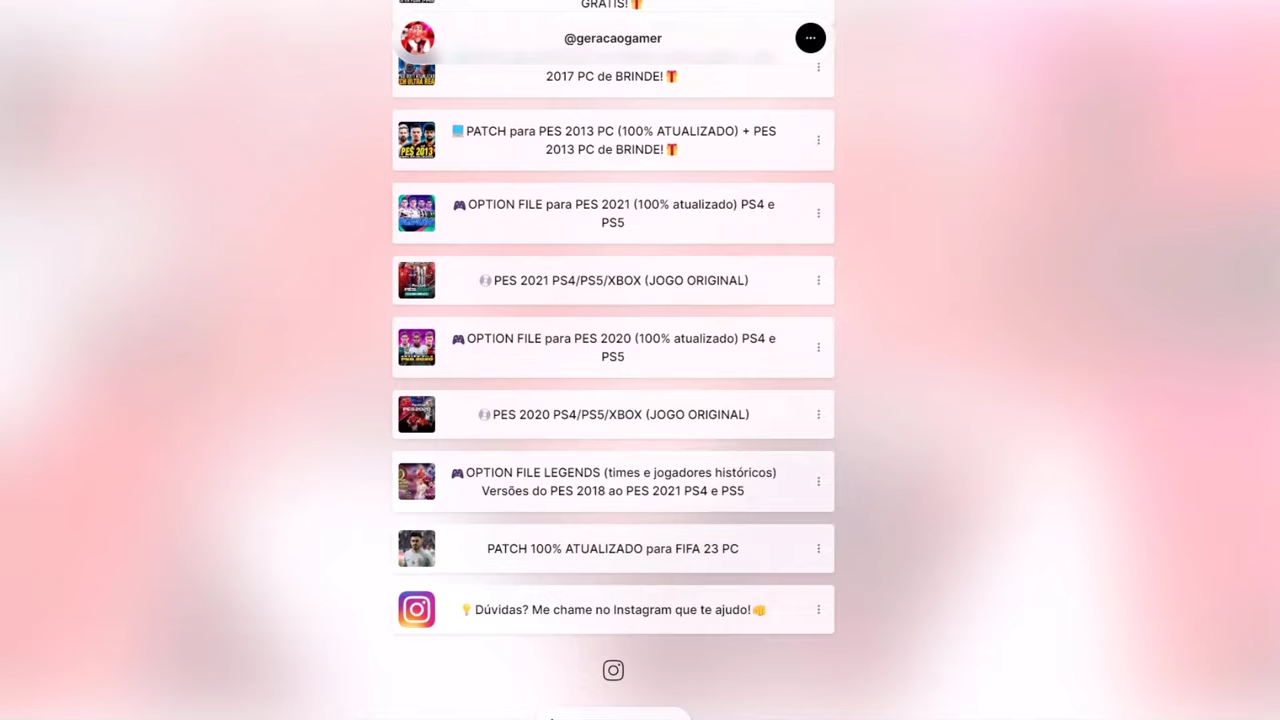 GRÁTIS!🎁
@geracaogamer
2017 PC de BRINDE!🎁
💻PATCH para PES 2013 PC (100% ATUALIZADO) + PES
2013 PC de BRINDE!🎁
PES 2013
🎮OPTION FILE para PES 2021 (100% atualizado) PS4 e
PS5
PES 2021 PS4/PS5/XBOX (JOGO ORIGINAL)
🎮OPTION FILE para PES 2020 (100% atualizado) PS4 e
PS5
PES 2020 PS4/PS5/XBOX (JOGO ORIGINAL)
🎮OPTION FILE LEGENDS (times e jogadores históricos)
Versões do PES 2018 ao PES 2021 PS4 e PS5
PATCH 100% ATUALIZADO para FIFA 23 PC
💡Dúvidas? Me chame no Instagram que te ajudo!👊